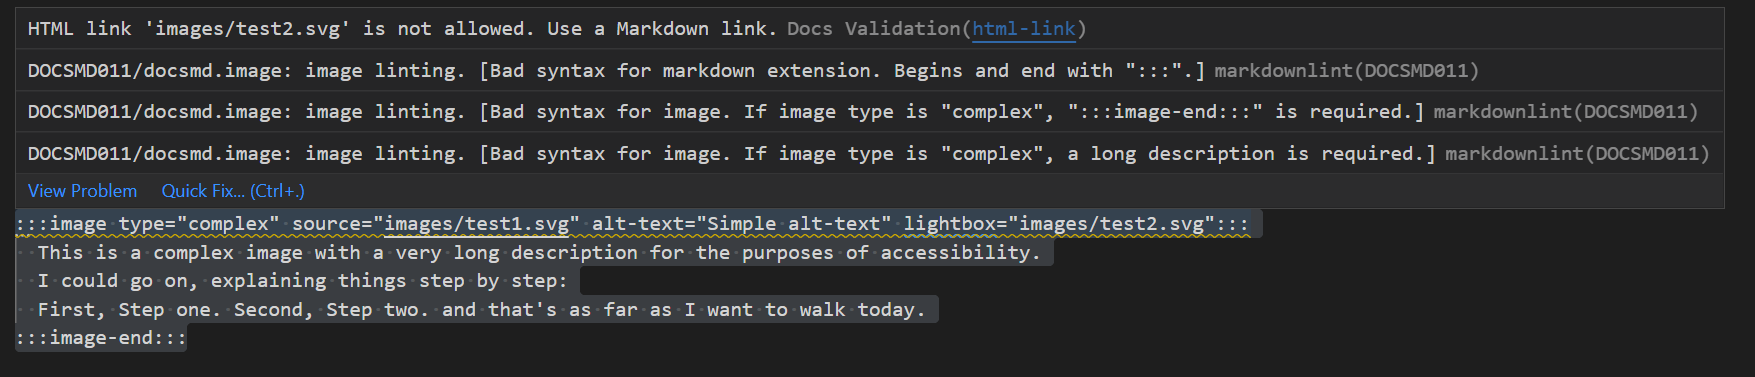 HTML link 'images/test2.svg' is not allowed. Use a Markdown link. Docs Validation(html-link)
DOCSMD011/docsmd.image: image linting. [Bad syntax for markdown extension. Begins and end with ":::".] markdownlint(DOCSMD011)
DOCSMD011/docsmd.image: image linting. [Bad syntax for image. If image type is "complex", ":::image-end:::" is required.] markdownlint(DOCSMD011)
DOCSMD011/docsmd.image: image linting. [Bad syntax for image. If image type is "complex", a long description is required.] markdownlint(DOCSMD011)
View Problem Quick Fix... (Ctrl+.)
:::image type="complex" source="images/test1.svg" alt-text="Simple alt-text" lightbox="images/test2.svg":::
This is a complex image with a very long description for the purposes of accessibility.
I could go on, explaining things step by step:
First, Step one. Second, Step two. and that's as far as I want to walk today.
:::image-end:::